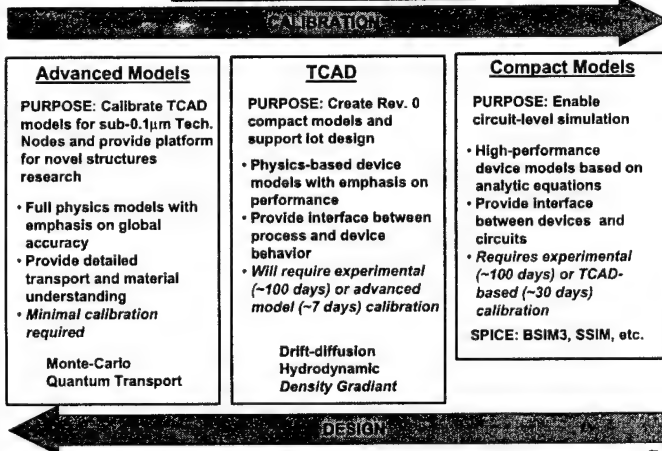 CALIBRATION
Advanced Models
PURPOSE: Calibrate TCAD
models for sub-0.1μm Tech.
Nodes and provide platform
for novel structures
research
• Full physics models with
emphasis on global
accuracy
• Provide detailed
transport and material
understanding
• Minimal calibration
required
Monte-Carlo
Quantum Transport
TCAD
PURPOSE: Create Rev. 0
compact models and
support lot design
• Physics-based device
models with emphasis on
performance
• Provide interface between
process and device
behavior
• Will require experimental
(~100 days) or advanced
model (~7 days) calibration
Drift-diffusion
Hydrodynamic
Density Gradiant
Compact Models
PURPOSE: Enable
circuit-level simulation
• High-performance
device models based on
analytic equations
• Provide interface
between devices and
circuits
• Requires experimental
(~100 days) or TCAD-
based (~30 days)
calibration
SPICE: BSIM3, SSIM, etc.
DESIGN